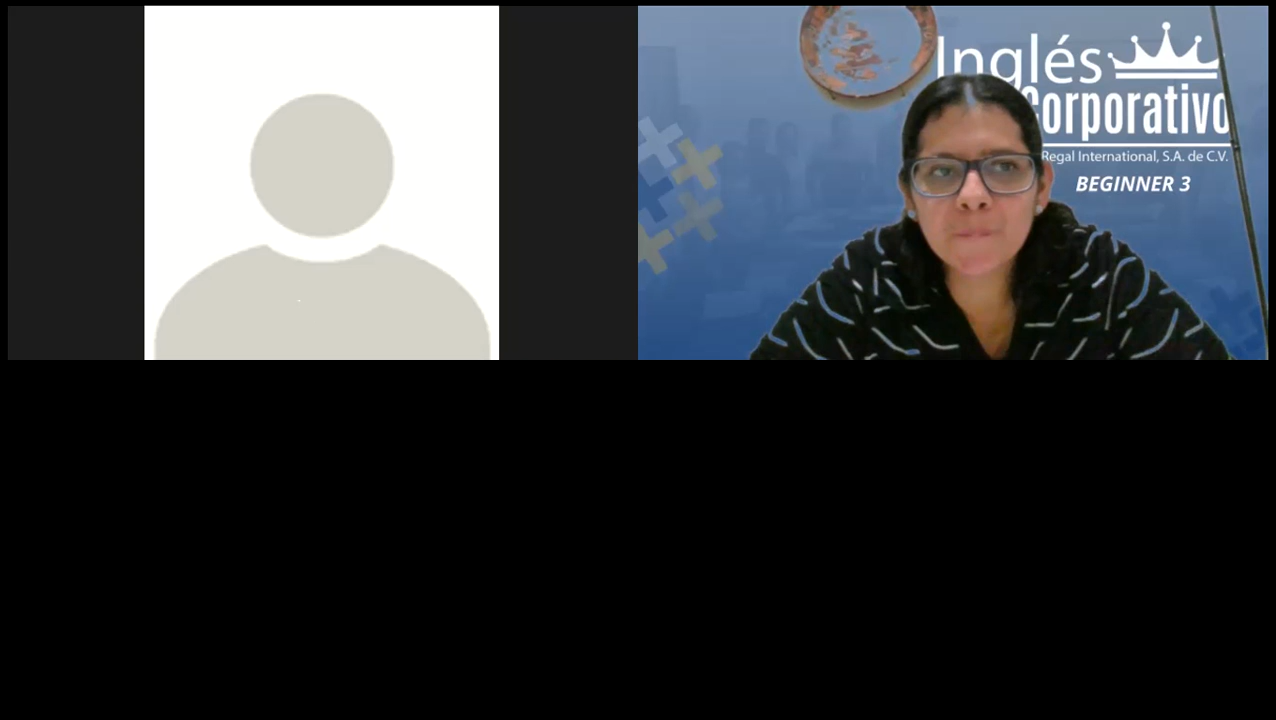 Inglés
Corporativo
Regal International, S.A. de C.V.
BEGINNER 3